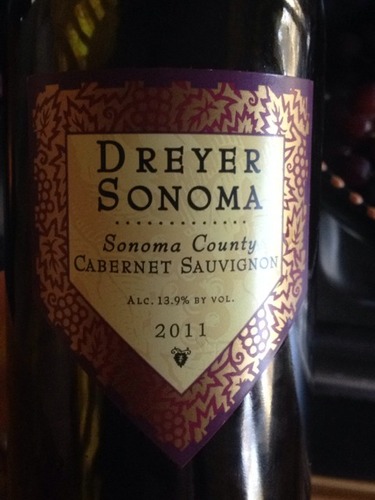 DREYER
SONOMA
Sonoma County
CABERNET SAUVIGNON
ALC. 13.9% BY VOL.
2011